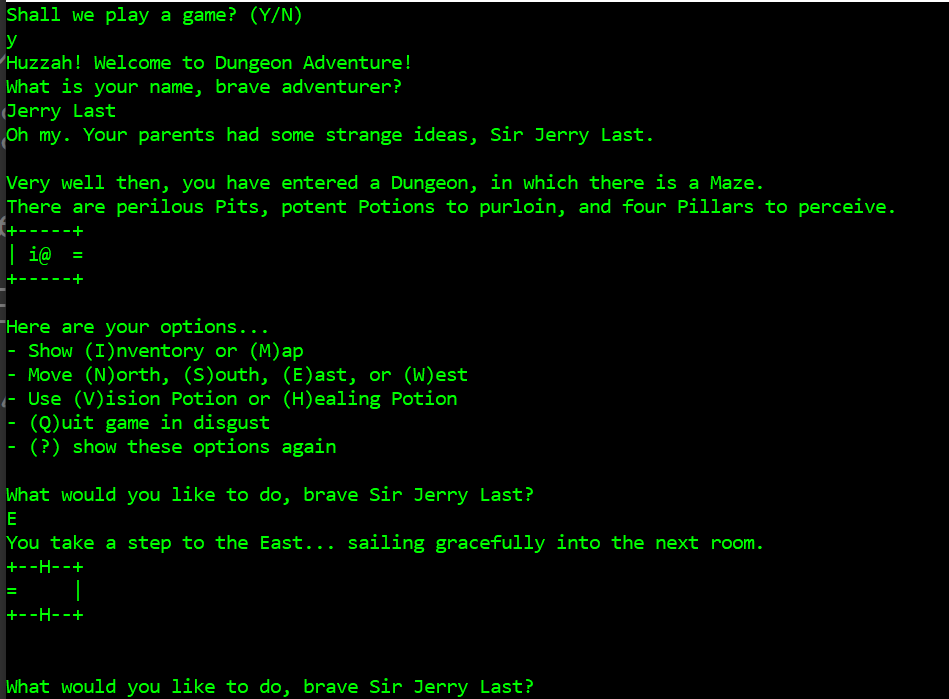 Shall we play a game? (Y/N)
y
Huzzah! Welcome to Dungeon Adventure!
What is your name, brave adventurer?
Jerry Last
Oh my. Your parents had some strange ideas, Sir Jerry Last.
Very well then, you have entered a Dungeon, in which there is a Maze.
There are perilous Pits, potent Potions to purloin, and four Pillars to perceive.
+-----+
| i@  =
+-----+
Here are your options...
- Show (I)nventory or (M)ap
- Move (N)orth, (S)outh, (E)ast, or (W)est
- Use (V)ision Potion or (H)ealing Potion
- (Q)uit game in disgust
- (?) show these options again
What would you like to do, brave Sir Jerry Last?
E
You take a step to the East... sailing gracefully into the next room.
+--H--+
=     |
+--H--+
What would you like to do, brave Sir Jerry Last?